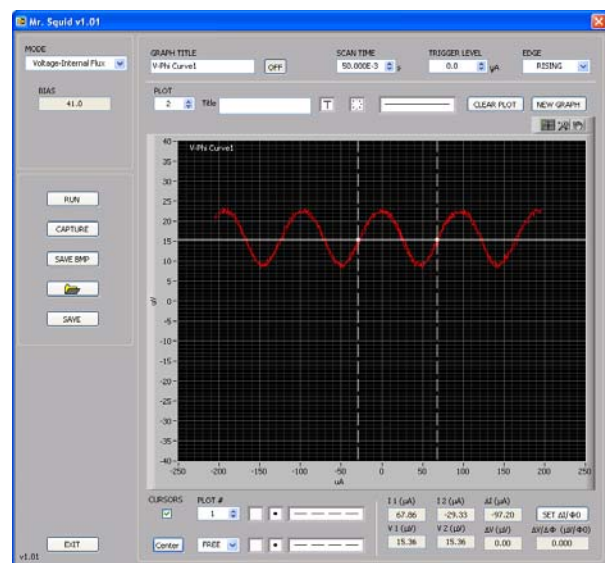 Mr. Squid v1.01
MODE
Voltage-Internal Flux
BIAS
41.0
GRAPH TITLE
V-Phi Curve1
OFF
SCAN TIME
50.000E-3 s
TRIGGER LEVEL
0.0 uA
EDGE
RISING
PLOT
2
Title
T
CLEAR PLOT
NEW GRAPH
RUN
CAPTURE
SAVE BMP
SAVE
EXIT
v1.01
V-Phi Curve1
40
35
30
25
20
15
10
5
0
-5
-10
-15
-20
-25
-30
-35
-40
uV
-250 -200 -150 -100 -50 0 50 100 150 200 250
uA
CURSORS
PLOT #
1
Center
FREE
I 1 (µA) I 2 (µA) ΔI (µA)
67.86 -29.33 -97.20
SET ΔI/Φ0
V 1 (µV) V 2 (µV) ΔV (µV) ΔV/ΔΦ (µV/Φ0)
15.36 15.36 0.00 0.000